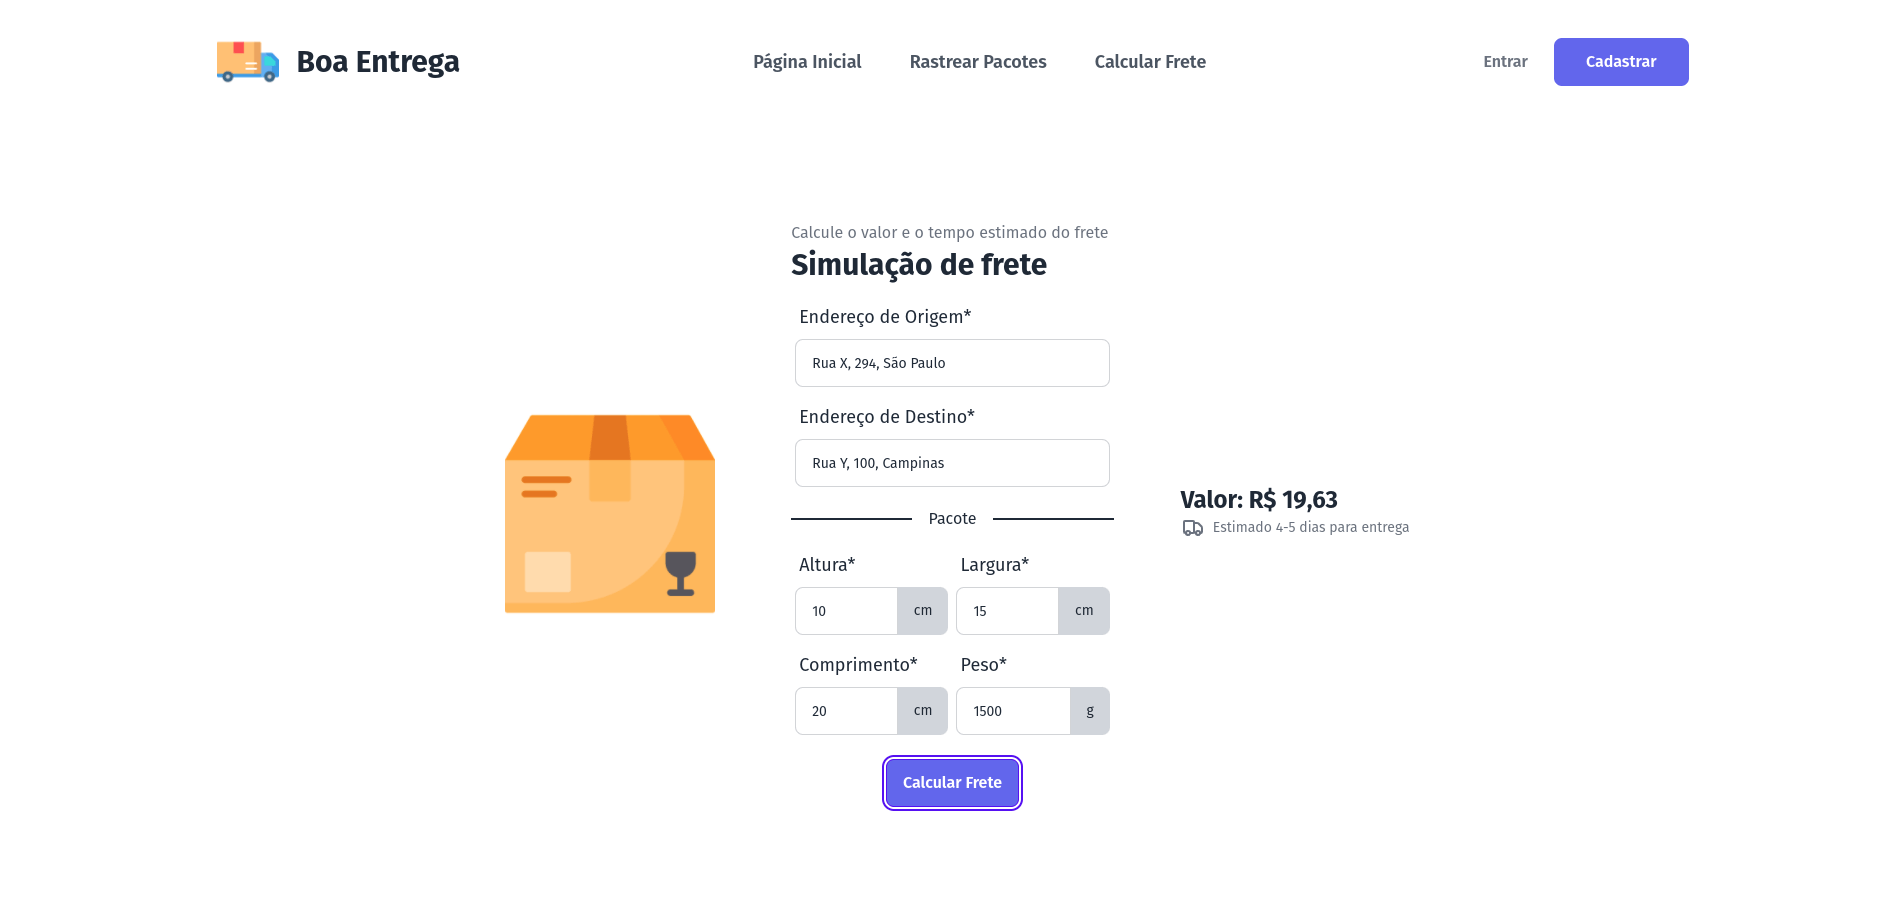 Boa Entrega
Página Inicial
Rastrear Pacotes
Calcular Frete
Entrar
Cadastrar
Calcule o valor e o tempo estimado do frete
Simulação de frete
Endereço de Origem*
Rua X, 294, São Paulo
Endereço de Destino*
Rua Y, 100, Campinas
Pacote
Altura*
Largura*
10 cm
15 cm
Comprimento*
Peso*
20 cm
1500 g
Calcular Frete
Valor: R$ 19,63
Estimado 4-5 dias para entrega